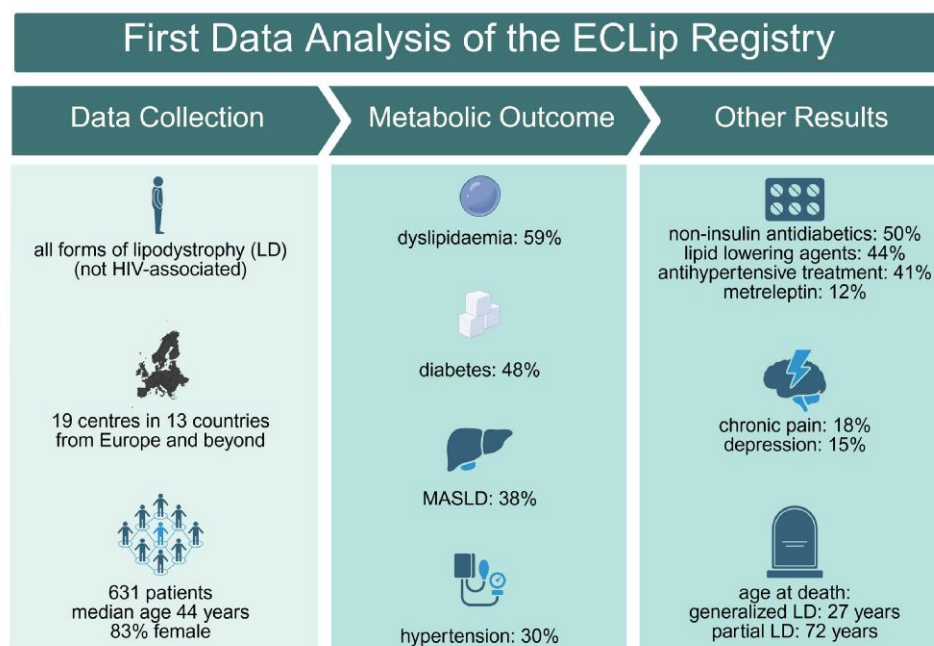 First Data Analysis of the ECLip Registry
Data Collection
all forms of lipodystrophy (LD)
(not HIV-associated)
19 centres in 13 countries
from Europe and beyond
631 patients
median age 44 years
83% female
Metabolic Outcome
dyslipidaemia: 59%
diabetes: 48%
MASLD: 38%
hypertension: 30%
Other Results
non-insulin antidiabetics: 50%
lipid lowering agents: 44%
antihypertensive treatment: 41%
metreleptin: 12%
chronic pain: 18%
depression: 15%
age at death:
generalized LD: 27 years
partial LD: 72 years